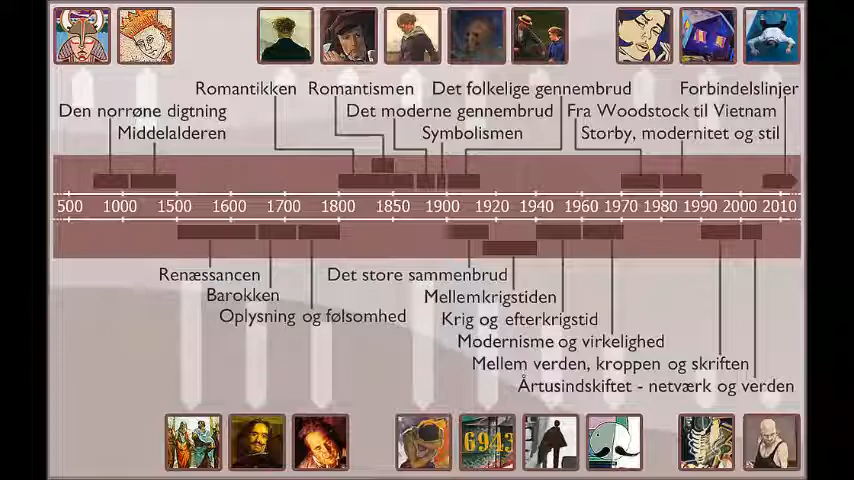 Romantikken Romantismen Det folkelige gennembrud Forbindelslinjer
Den norrøne digtning Det moderne gennembrud Fra Woodstock til Vietnam
Middelalderen Symbolismen Storby, modernitet og stil
500 1000 1500 1600 1700 1800 1850 1900 1920 1940 1960 1970 1980 1990 2000 2010
Renæssancen Det store sammenbrud
Barokken Mellemkrigstiden
Oplysning og følsomhed Krig og efterkrigstid
Modernisme og virkelighed
Mellem verden, kroppen og skriften
Årtusindskiftet - netværk og verden
6943